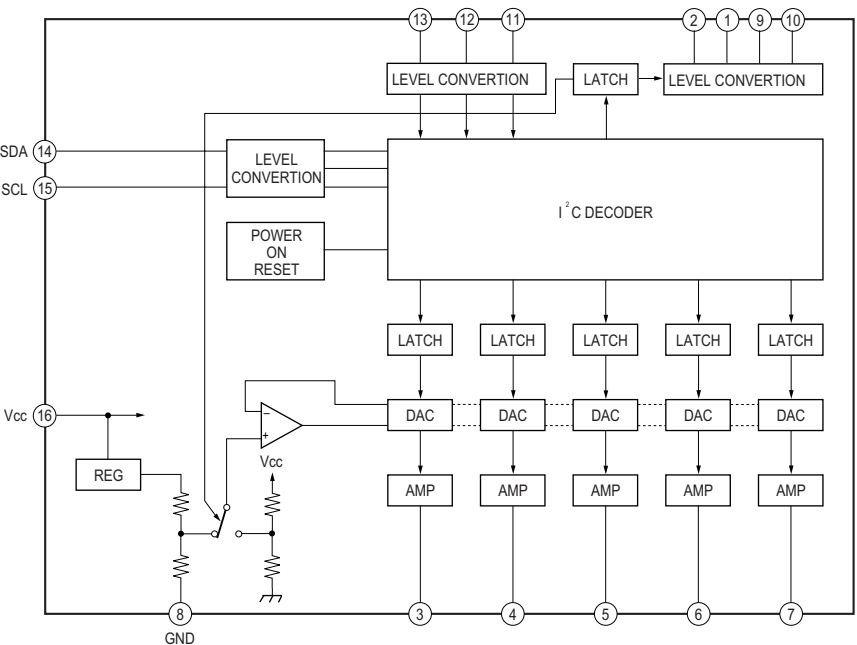 13 12 11 2 1 9 10
LEVEL CONVERTION LATCH LEVEL CONVERTION
SDA 14
SCL 15
LEVEL
CONVERTION
I²C DECODER
POWER
ON
RESET
LATCH LATCH LATCH LATCH LATCH
Vcc 16
−
+
DAC DAC DAC DAC DAC
Vcc
REG
AMP AMP AMP AMP AMP
8 3 4 5 6 7
GND